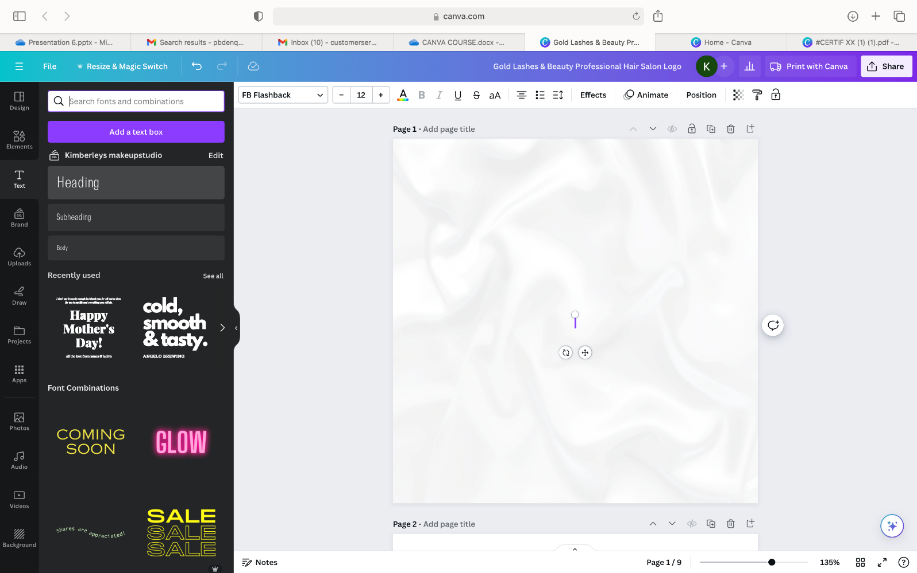 canva.com
Presentation 6.pptx - Mi...
Search results - pbdenq...
Inbox (10) - customerser...
CANVA COURSE.docx -...
Gold Lashes & Beauty Pr...
Home - Canva
#CERTIF XX (1) (1).pdf -...
File
Resize & Magic Switch
Gold Lashes & Beauty Professional Hair Salon Logo
K
+
Print with Canva
Share
Design
Elements
Text
Brand
Uploads
Draw
Projects
Apps
Photos
Audio
Videos
Background
Search fonts and combinations
Add a text box
Kimberleys makeupstudio
Edit
Heading
Subheading
Body
Recently used
See all
Happy
Mother's
Day!
cold,
smooth
& tasty.
Font Combinations
COMING
SOON
GLOW
shares are appreciated!
SALE
SALE
SALE
FB Flashback
– 12 +
A B I U S aA
Effects
Animate
Position
Page 1 - Add page title
Page 2 - Add page title
Notes
Page 1 / 9
135%
?